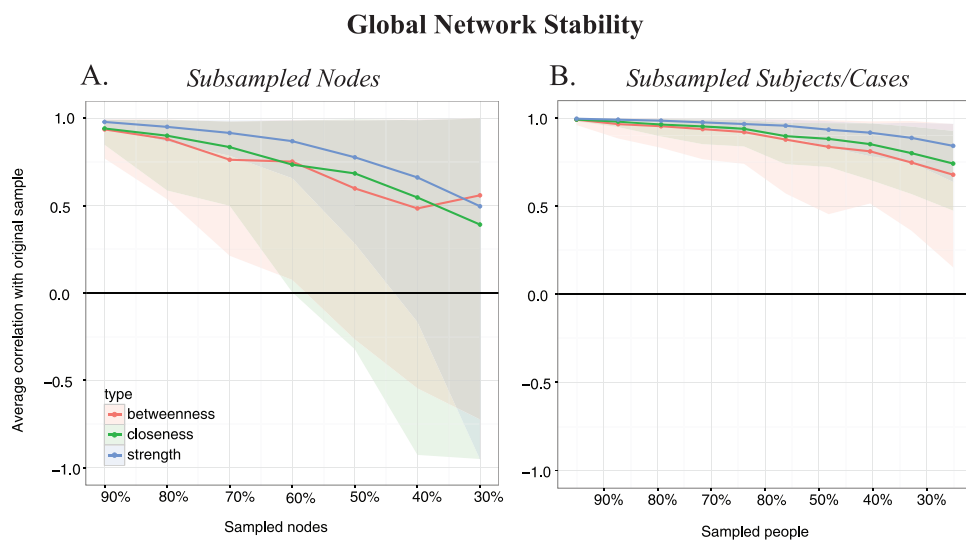 Global Network Stability
A.
Subsampled Nodes
B.
Subsampled Subjects/Cases
Average correlation with original sample
1.0
0.5
0.0
−0.5
−1.0
type
betweenness
closeness
strength
90% 80% 70% 60% 50% 40% 30%
Sampled nodes
1.0
0.5
0.0
−0.5
−1.0
90% 80% 70% 80% 50% 40% 30%
Sampled people